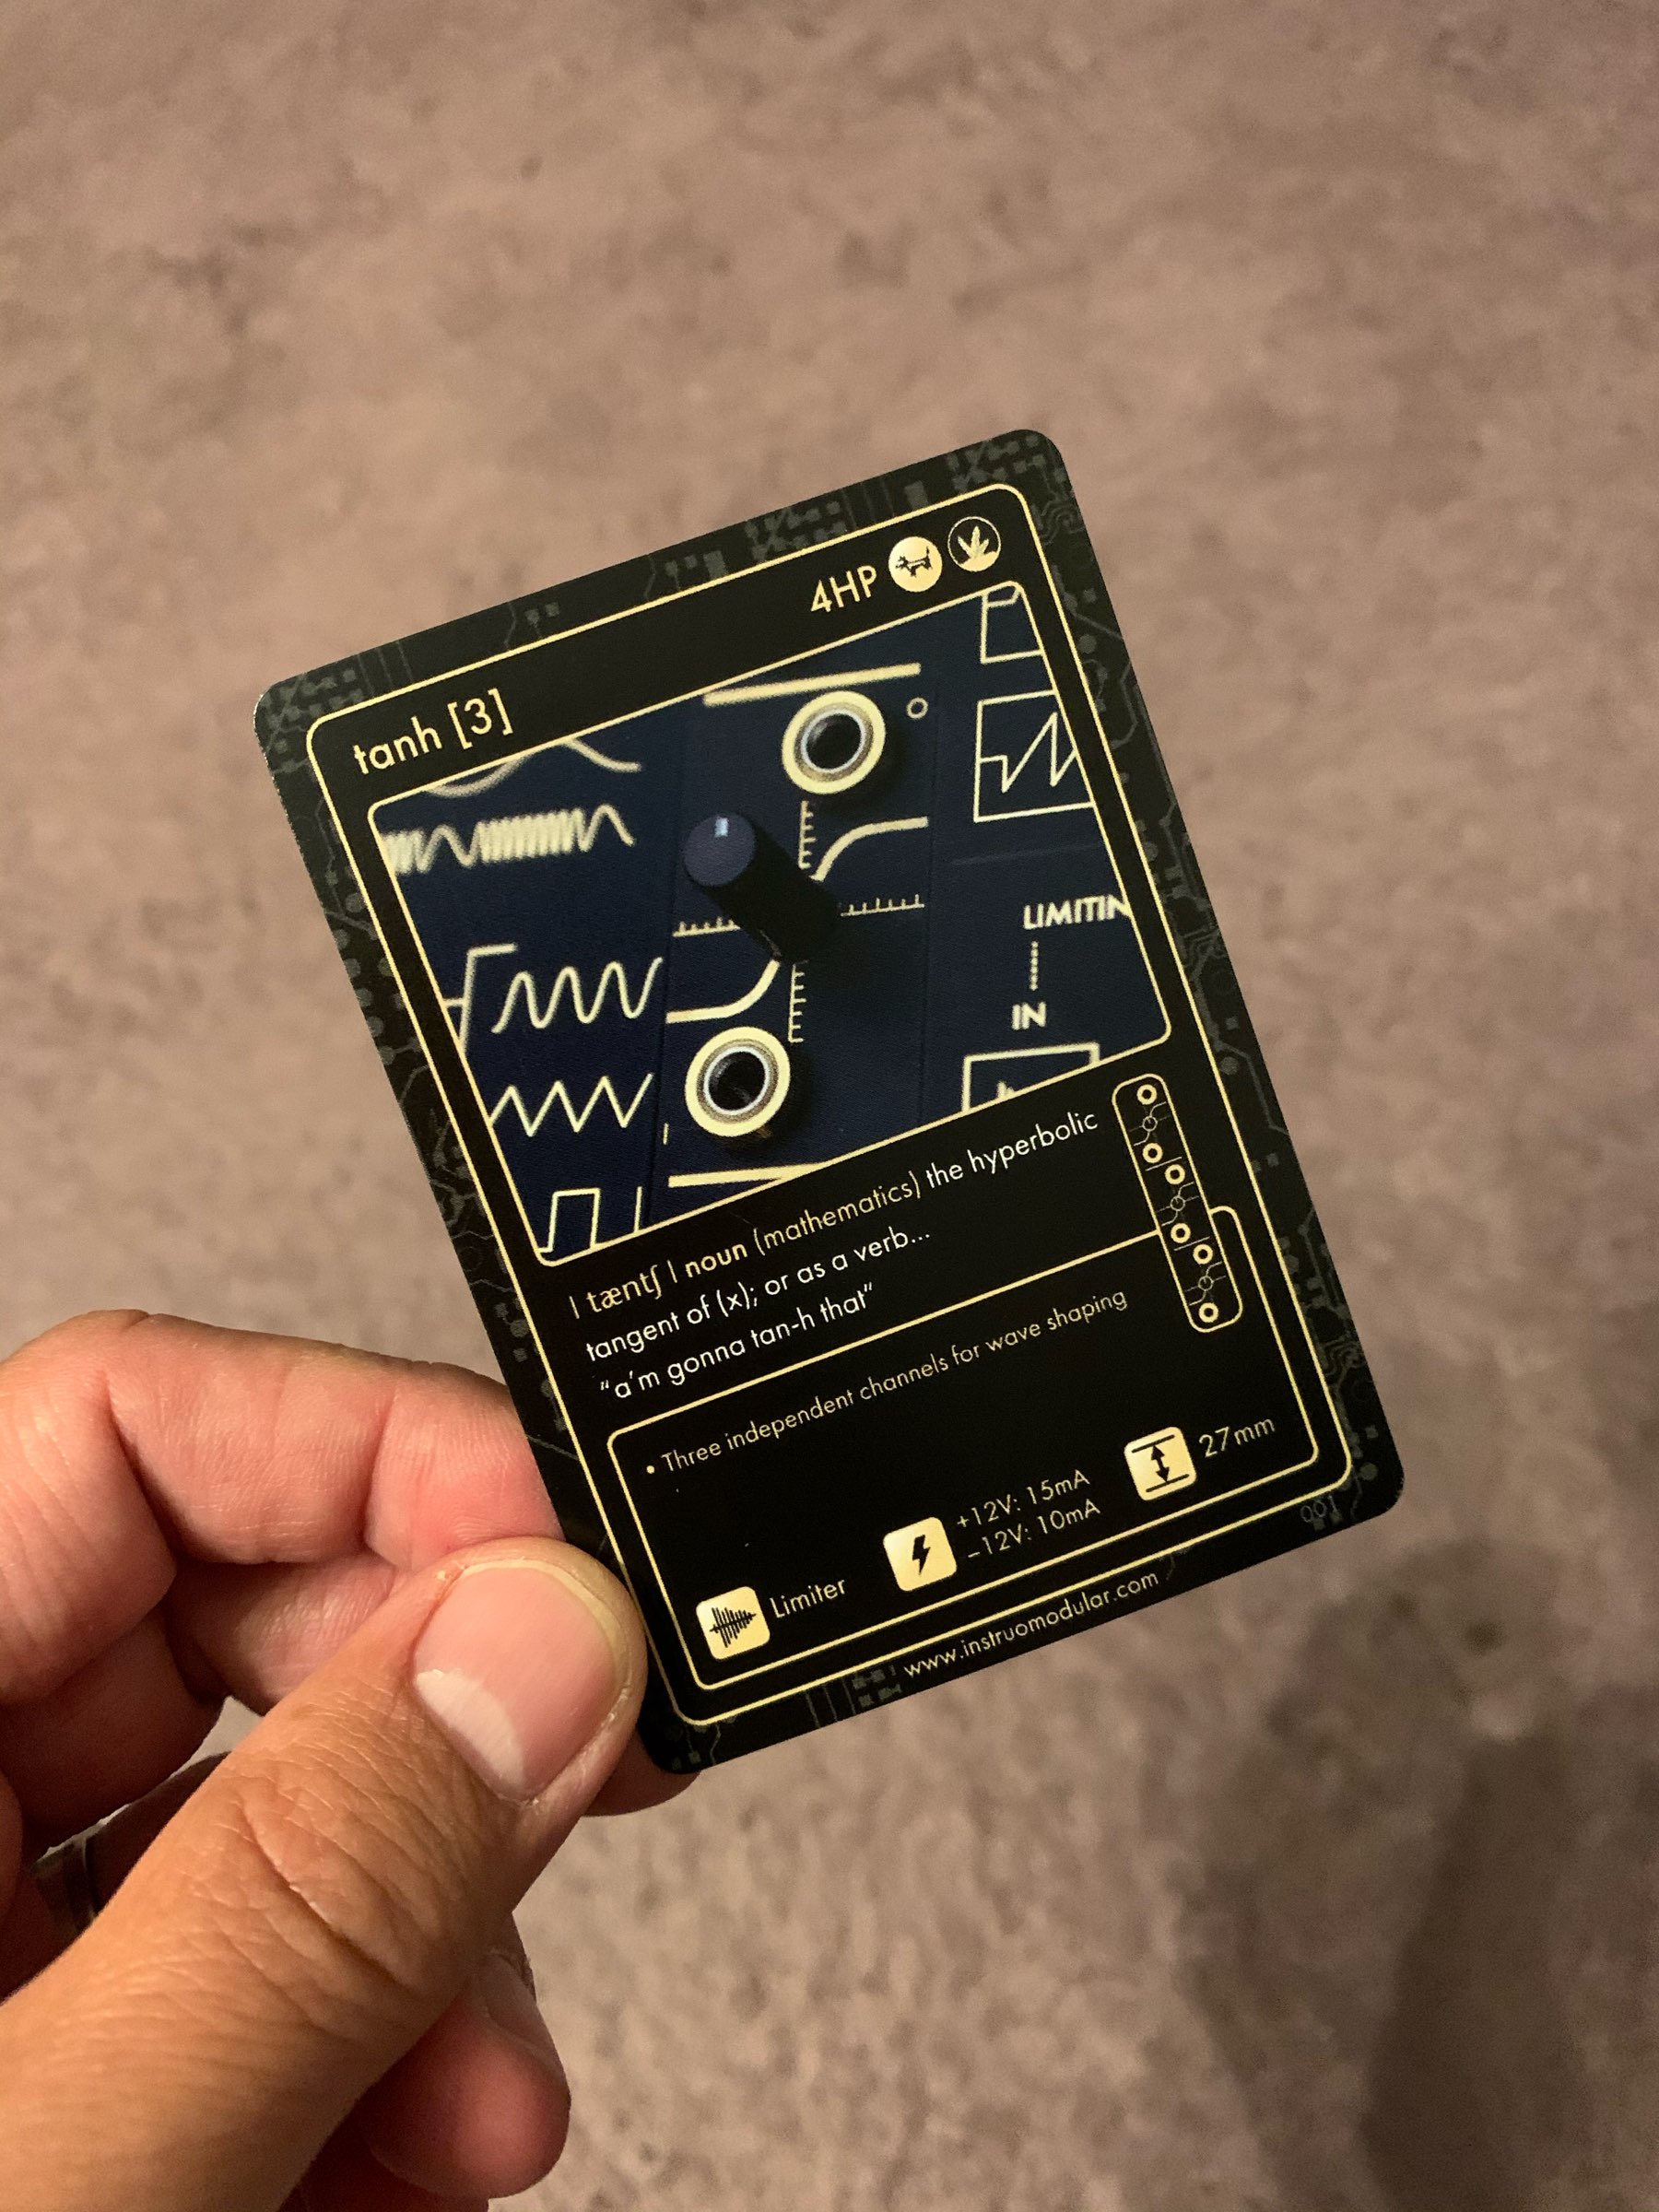 tanh [3]
4HP
LIMITIN
IN
| tæntʃ | noun (mathematics) the hyperbolic
tangent of (x); or as a verb...
"a'm gonna tan-h that"
• Three independent channels for wave shaping
Limiter
+12V: 15mA
-12V: 10mA
27mm
001
www.instruomodular.com